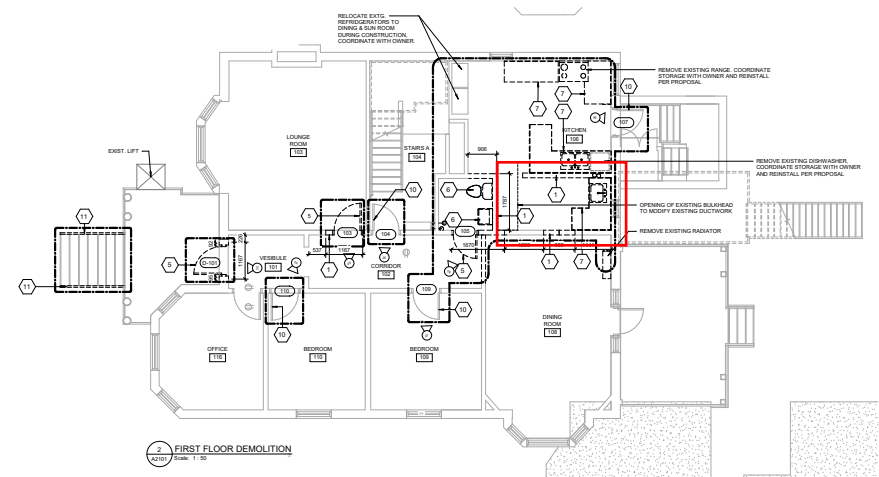 RELOCATE EXTG.
REFRIDGERATORS TO
DINING & SUN ROOM
DURING CONSTRUCTION,
COORDINATE WITH OWNER.
REMOVE EXISTING RANGE. COORDINATE
STORAGE WITH OWNER AND REINSTALL
PER PROPOSAL
10
7
7
7
107
KITCHEN
106
LOUNGE
ROOM
103
STAIRS A
104
906
EXIST. LIFT
REMOVE EXISTING DISHWASHER,
COORDINATE STORAGE WITH OWNER
AND REINSTALL PER PROPOSAL
10
6
1
1787
OPENING OF EXISTING BULKHEAD
TO MODIFY EXISTING DUCTWORK
11
5
6
1
103
104
105
REMOVE EXISTING RADIATOR
226
537
1167
1670
5
D-101
1187
VESIBULE
101
1
CORRIDOR
102
5
1
7
11
110
109
10
10
DINING
ROOM
108
OFFICE
116
BEDROOM
110
BEDROOM
109
2
A2101
FIRST FLOOR DEMOLITION
Scale: 1 : 50